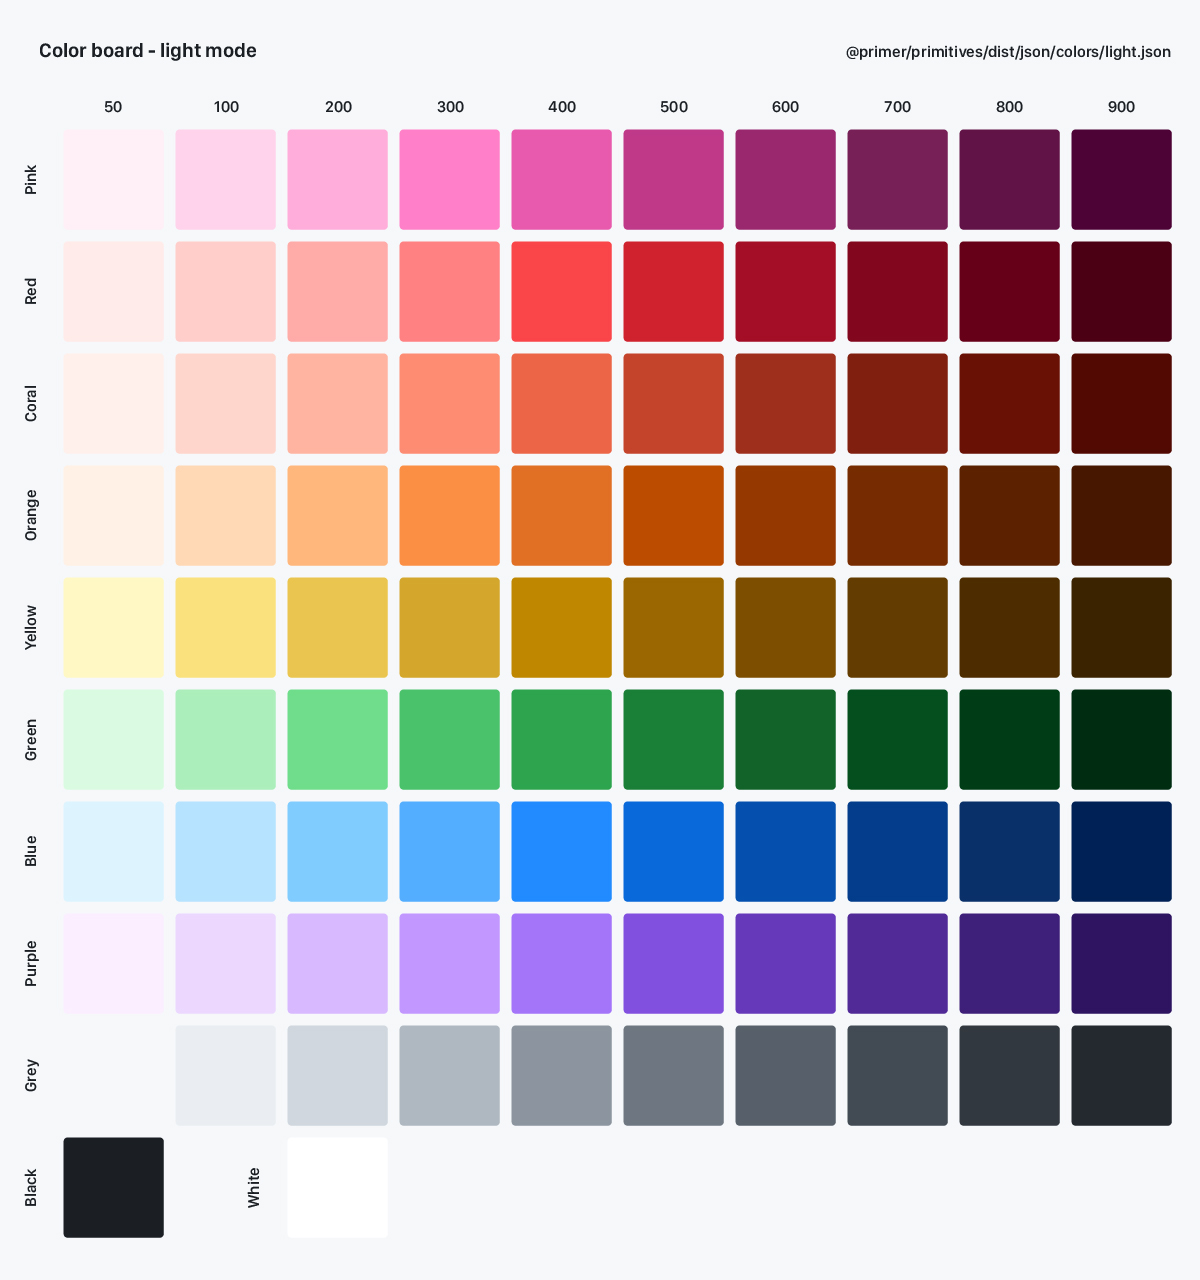 Color board - light mode
@primer/primitives/dist/json/colors/light.json
50 100 200 300 400 500 600 700 800 900
Pink
Red
Coral
Orange
Yellow
Green
Blue
Purple
Grey
Black
White